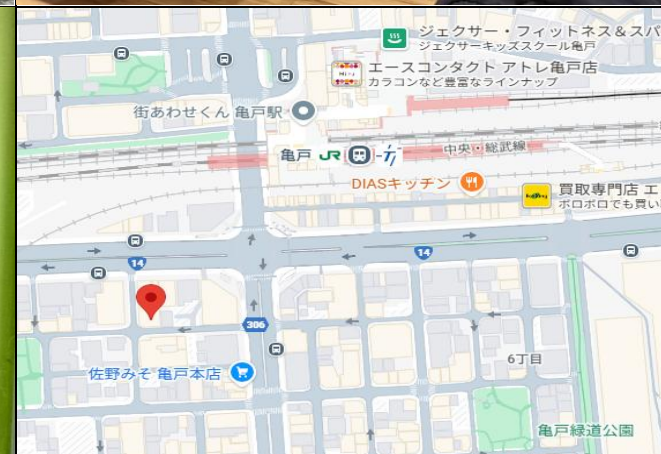 ジェクサー・フィットネス&スパ
ジェクサーキッズスクール亀戸
エースコンタクト アトレ亀戸店
カラコンなど豊富なラインナップ
街あわせくん 亀戸駅
亀戸 JR
中央・総武線
DIASキッチン
買取専門店 エ
ボロボロでも買い
14
14
306
佐野みそ 亀戸本店
6丁目
亀戸緑道公園